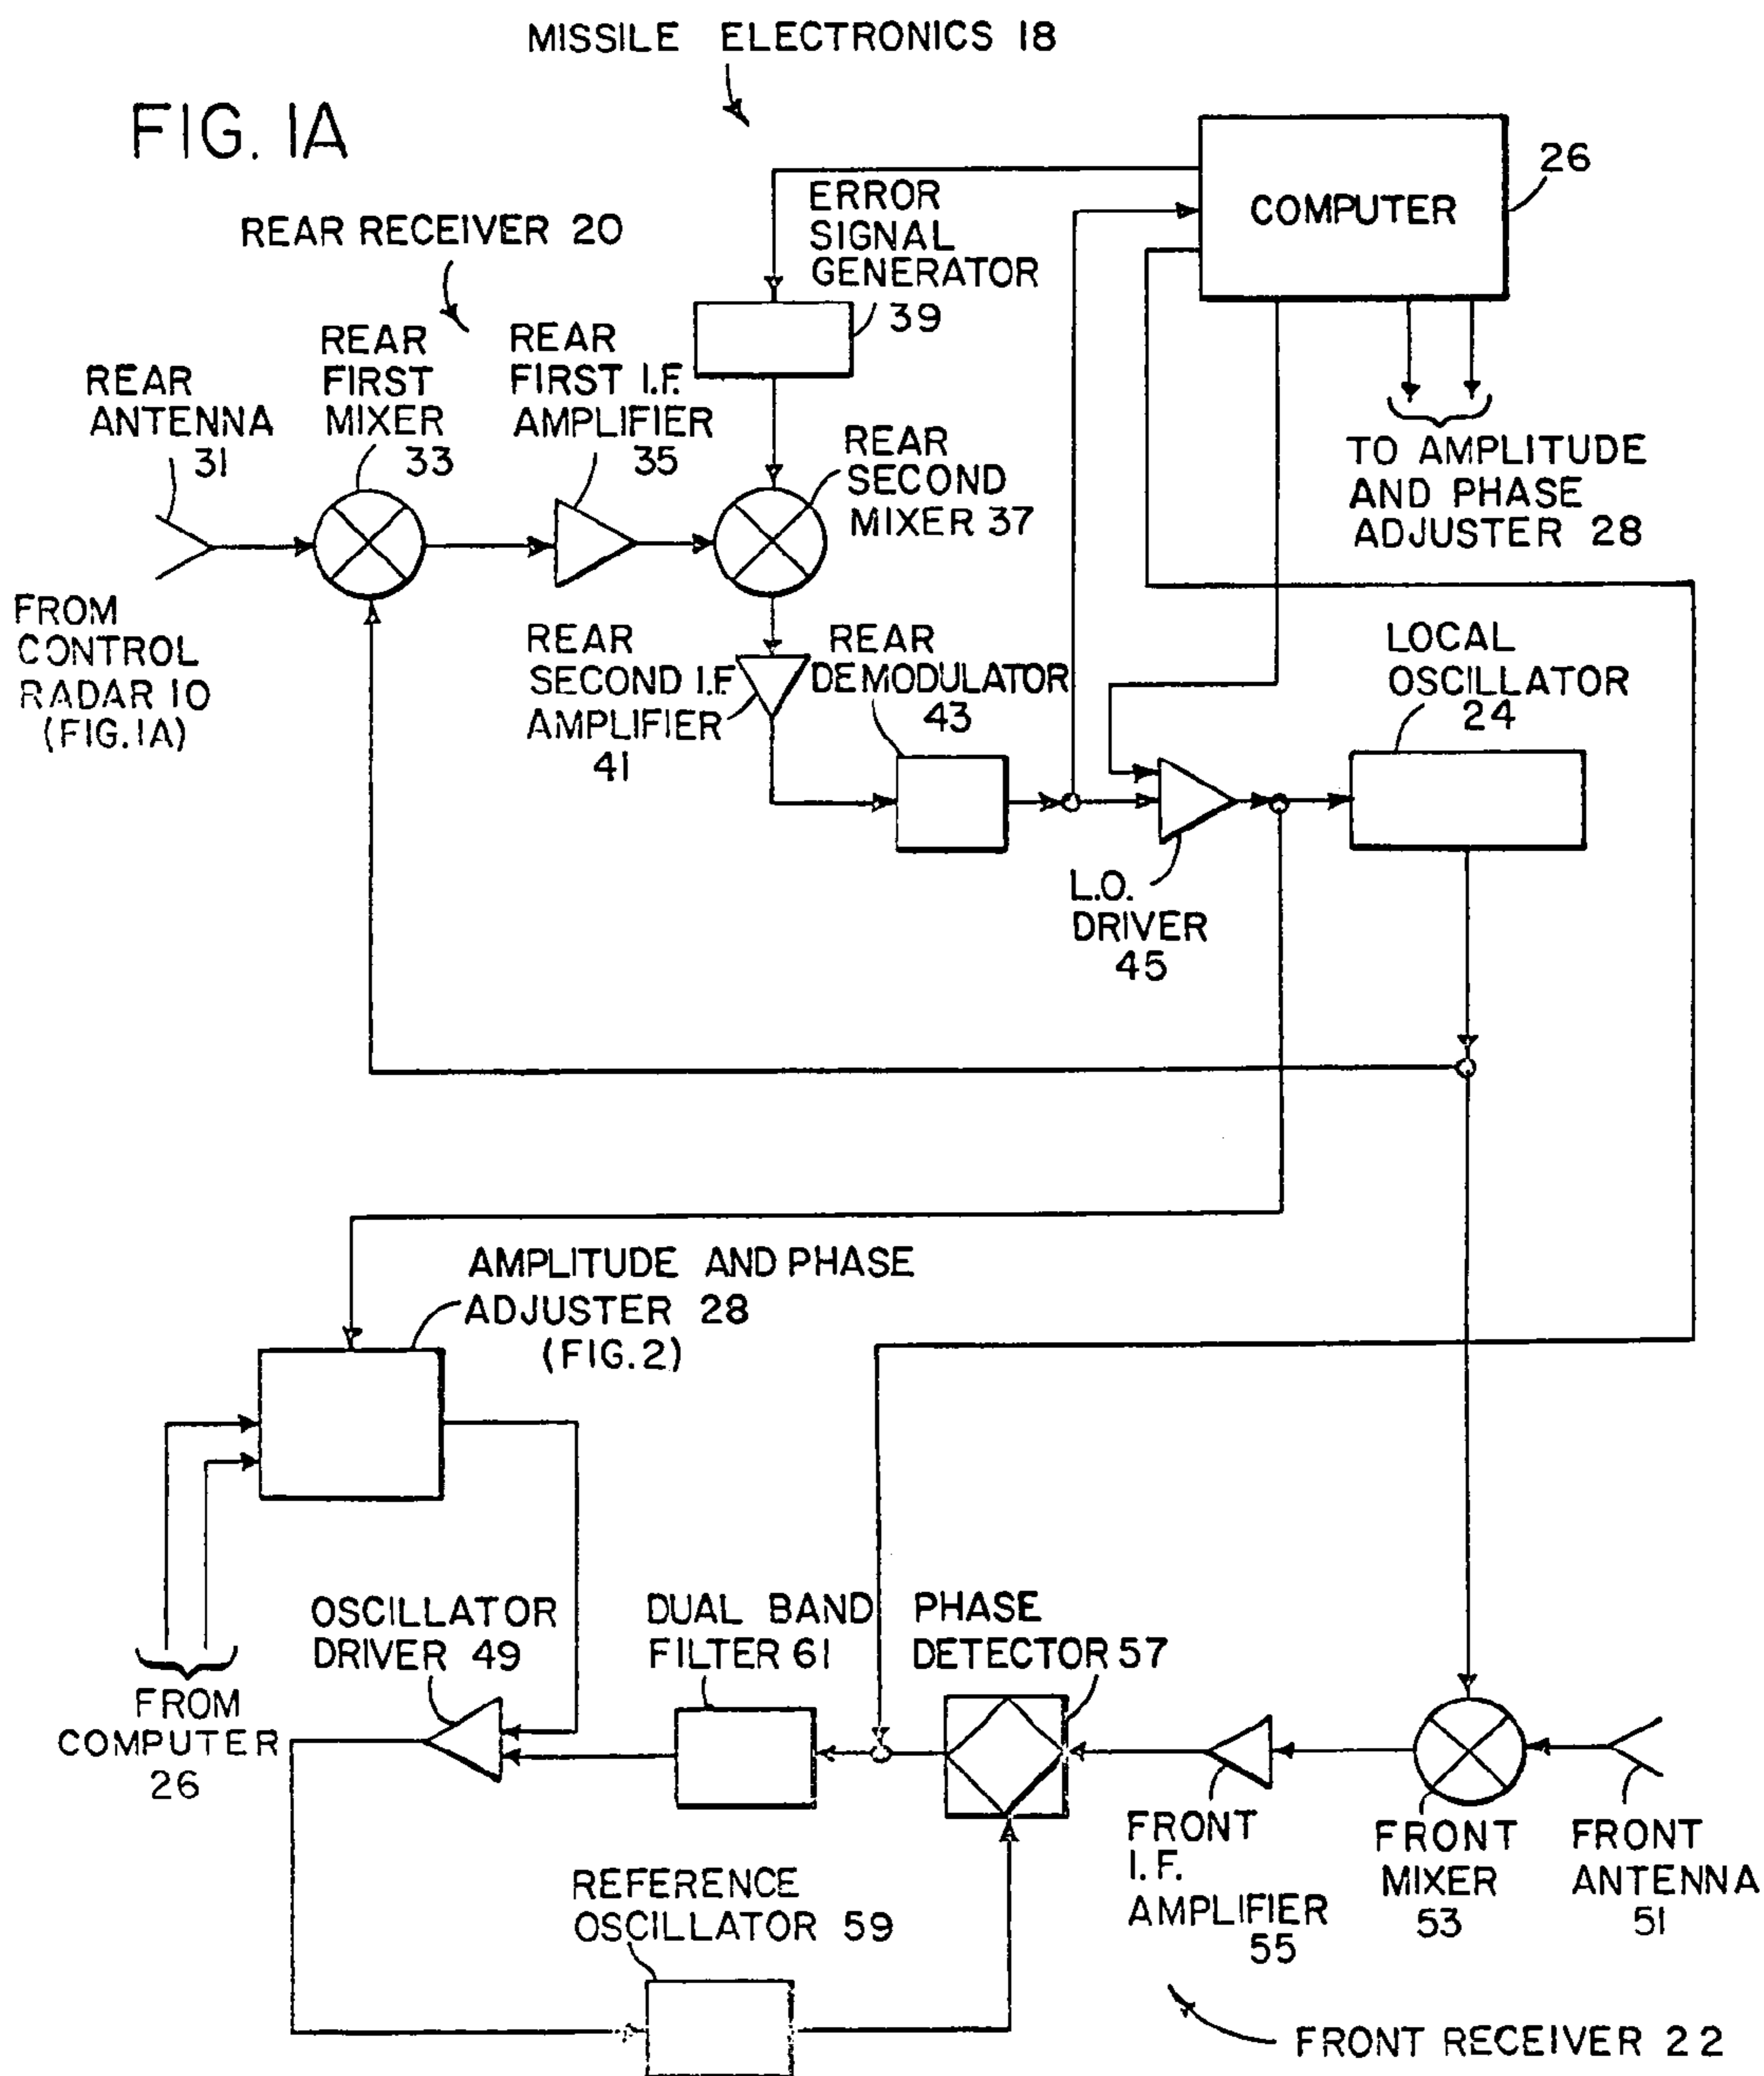 MISSILE ELECTRONICS 18
FIG. 1A
26
COMPUTER
ERROR
SIGNAL
GENERATOR
39
REAR RECEIVER 20
REAR
ANTENNA
31
REAR
FIRST
MIXER
33
REAR
FIRST I.F.
AMPLIFIER
35
REAR
SECOND
MIXER 37
TO AMPLITUDE
AND PHASE
ADJUSTER 28
FROM
CONTROL
RADAR 10
(FIG.1A)
REAR
SECOND I.F.
AMPLIFIER
41
REAR
DEMODULATOR
43
LOCAL
OSCILLATOR
24
L.O.
DRIVER
45
AMPLITUDE AND PHASE
ADJUSTER 28
(FIG.2)
OSCILLATOR
DRIVER 49
DUAL BAND
FILTER 61
PHASE
DETECTOR 57
FROM
COMPUTER
26
FRONT
I.F.
AMPLIFIER
55
FRONT
MIXER
53
FRONT
ANTENNA
51
REFERENCE
OSCILLATOR 59
FRONT RECEIVER 22